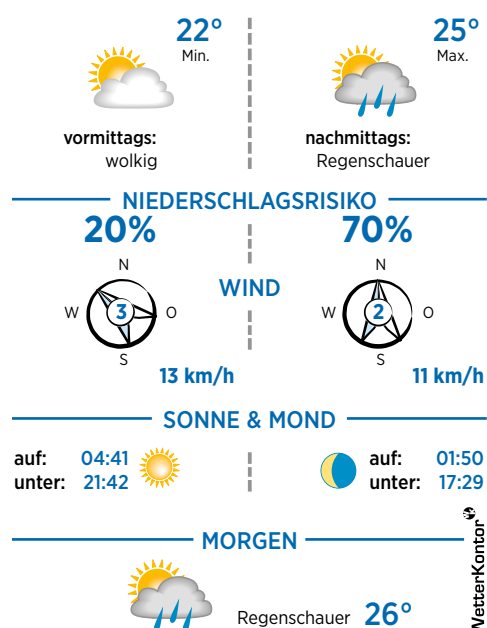 22°
Min.
25°
Max.
vormittags:
wolkig
nachmittags:
Regenschauer
NIEDERSCHLAGSRISIKO
20%
70%
WIND
N
W
3
O
S
13 km/h
N
W
2
O
S
11 km/h
SONNE & MOND
auf: 04:41
unter: 21:42
auf: 01:50
unter: 17:29
MORGEN
Regenschauer 26°
WetterKontor